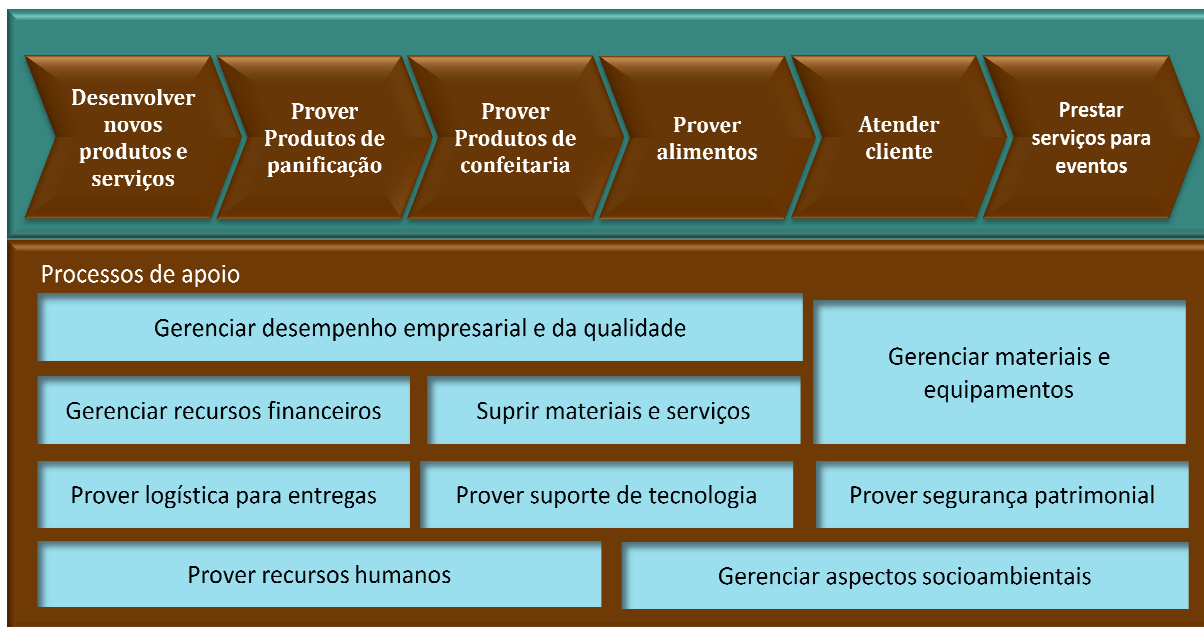 Desenvolver
novos
produtos e
serviços
Prover
Produtos de
panificação
Prover
Produtos de
confeitaria
Prover
alimentos
Atender
cliente
Prestar
serviços para
eventos
Processos de apoio
Gerenciar desempenho empresarial e da qualidade
Gerenciar materiais e
equipamentos
Gerenciar recursos financeiros
Suprir materiais e serviços
Prover logística para entregas
Prover suporte de tecnologia
Prover segurança patrimonial
Prover recursos humanos
Gerenciar aspectos socioambientais